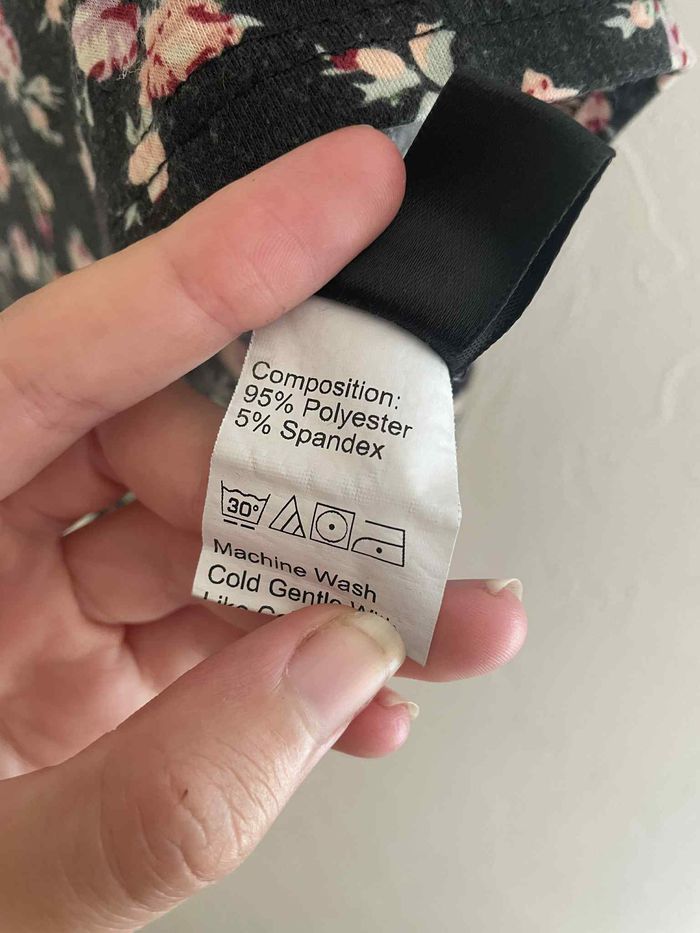 Composition:
95% Polyester
5% Spandex
30°
Machine Wash
Cold Gentle